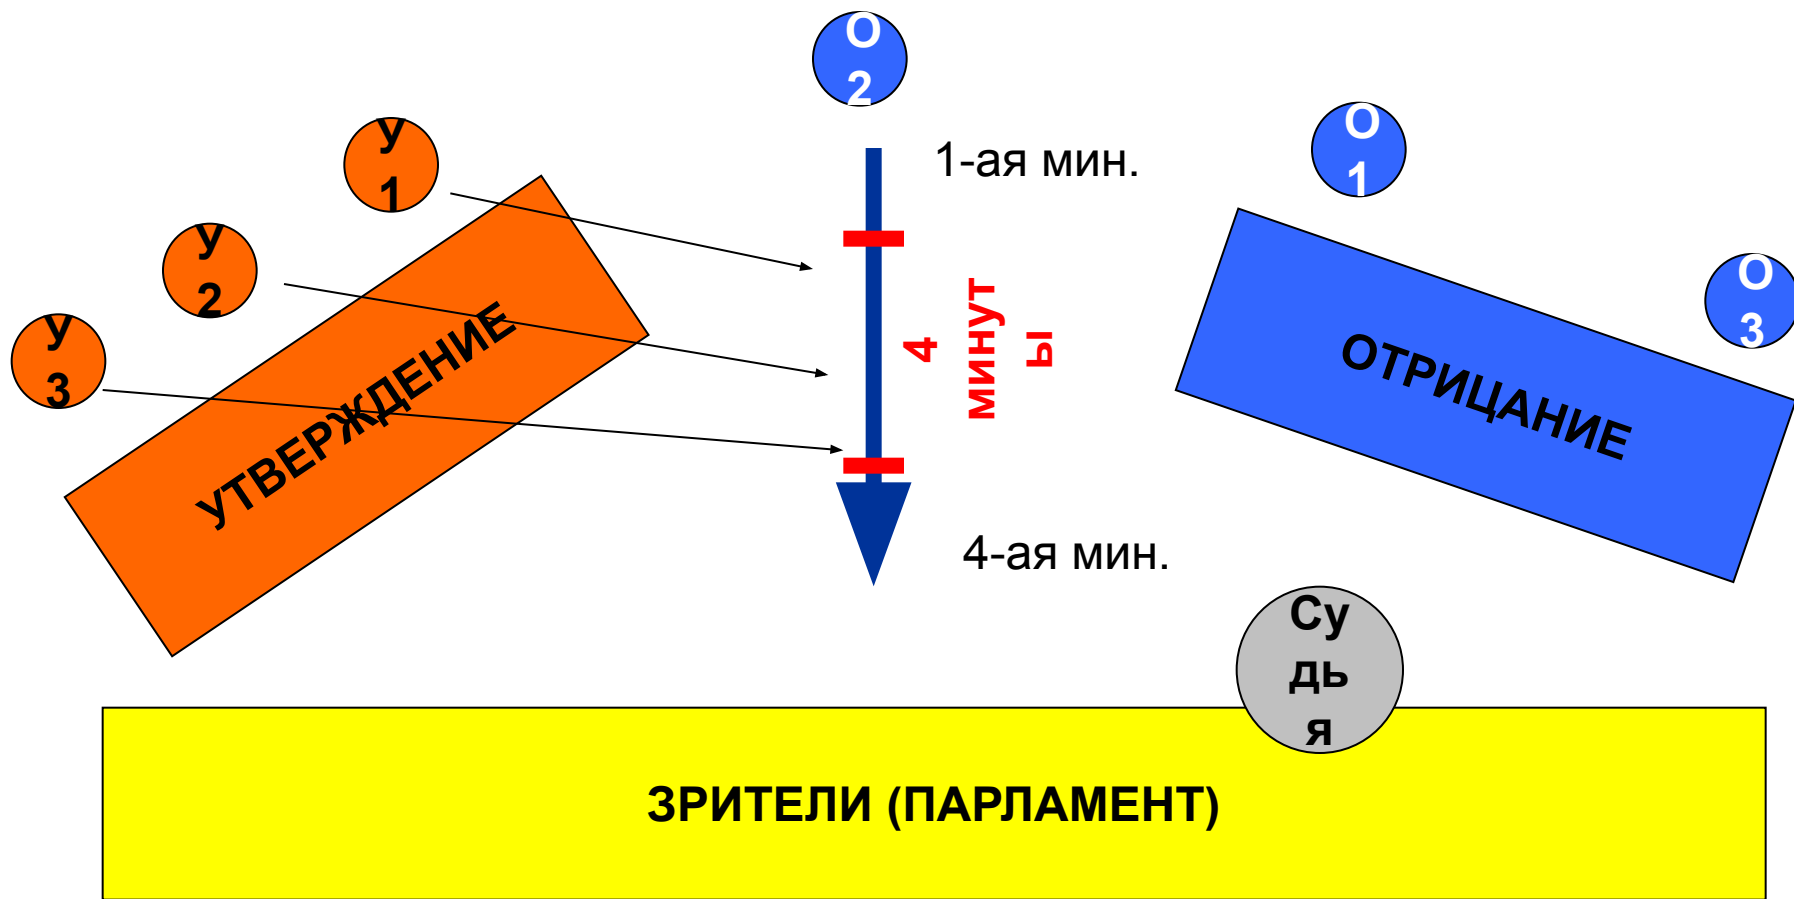 О
2
У
1
1-ая мин.
О
1
У
2
О
3
У
3
4
минут
ы
УТВЕРЖДЕНИЕ
ОТРИЦАНИЕ
4-ая мин.
Су
дь
я
ЗРИТЕЛИ (ПАРЛАМЕНТ)